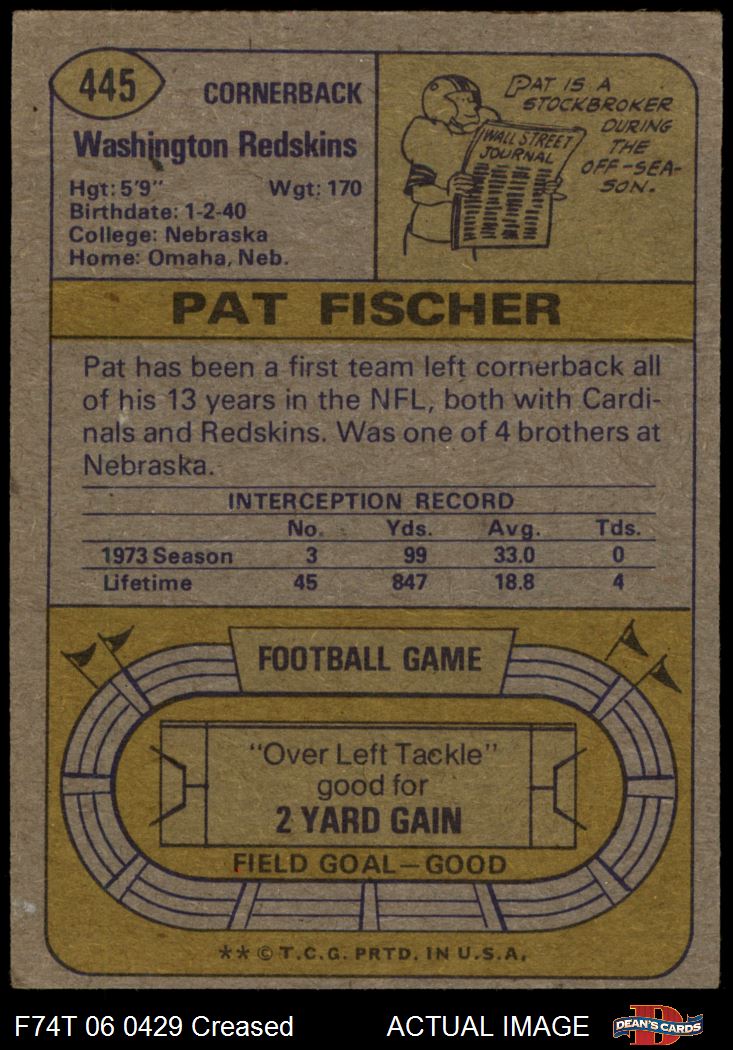 445
CORNERBACK
Washington Redskins
Hgt: 5'9" Wgt: 170
Birthdate: 1-2-40
College: Nebraska
Home: Omaha, Neb.
PAT IS A
STOCKBROKER
DURING
THE
OFF-SEA-
SON.
WALL STREET
JOURNAL
PAT FISCHER
Pat has been a first team left cornerback all
of his 13 years in the NFL, both with Cardi-
nals and Redskins. Was one of 4 brothers at
Nebraska.
INTERCEPTION RECORD
No. Yds. Avg. Tds.
1973 Season 3 99 33.0 0
Lifetime 45 847 18.8 4
FOOTBALL GAME
"Over Left Tackle"
good for
2 YARD GAIN
FIELD GOAL—GOOD
** © T.C.G. PRTD. IN U.S.A.
F74T 06 0429 Creased ACTUAL IMAGE
D
DEAN'S CARDS